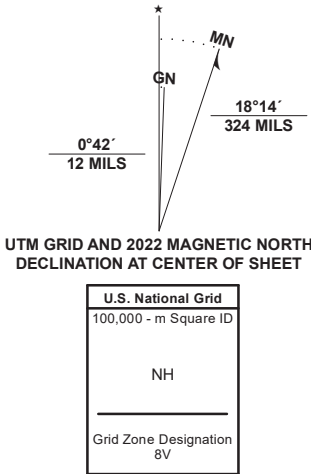 ★
MN
GN
18°14´
324 MILS
0°42´
12 MILS
UTM GRID AND 2022 MAGNETIC NORTH
DECLINATION AT CENTER OF SHEET
U.S. National Grid
100,000 - m Square ID
NH
Grid Zone Designation
8V